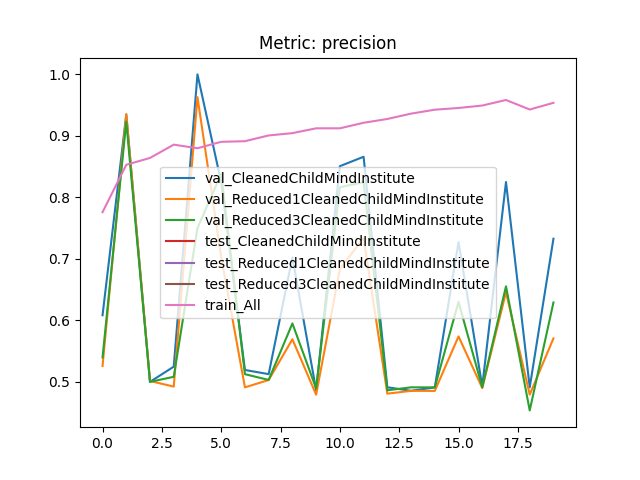 Metric: precision
1.0
0.9
0.8
0.7
0.6
0.5
val_CleanedChildMindInstitute
val_Reduced1CleanedChildMindInstitute
val_Reduced3CleanedChildMindInstitute
test_CleanedChildMindInstitute
test_Reduced1CleanedChildMindInstitute
test_Reduced3CleanedChildMindInstitute
train_All
0.0 2.5 5.0 7.5 10.0 12.5 15.0 17.5